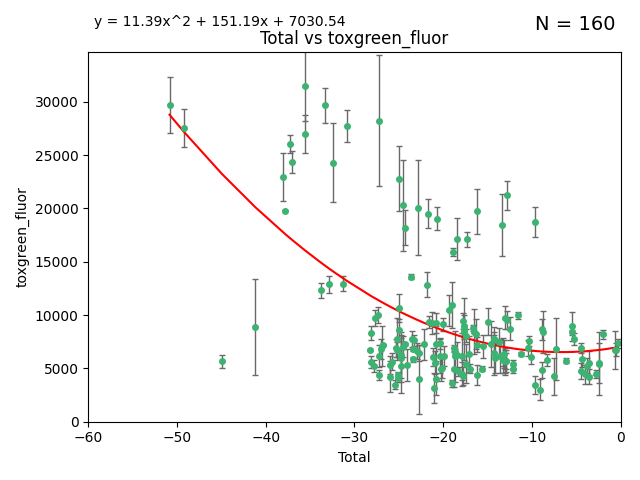 y = 11.39x^2 + 151.19x + 7030.54
N = 160
Total vs toxgreen_fluor
toxgreen_fluor
30000
25000
20000
15000
10000
5000
0
−60
−50
−40
−30
−20
−10
0
Total